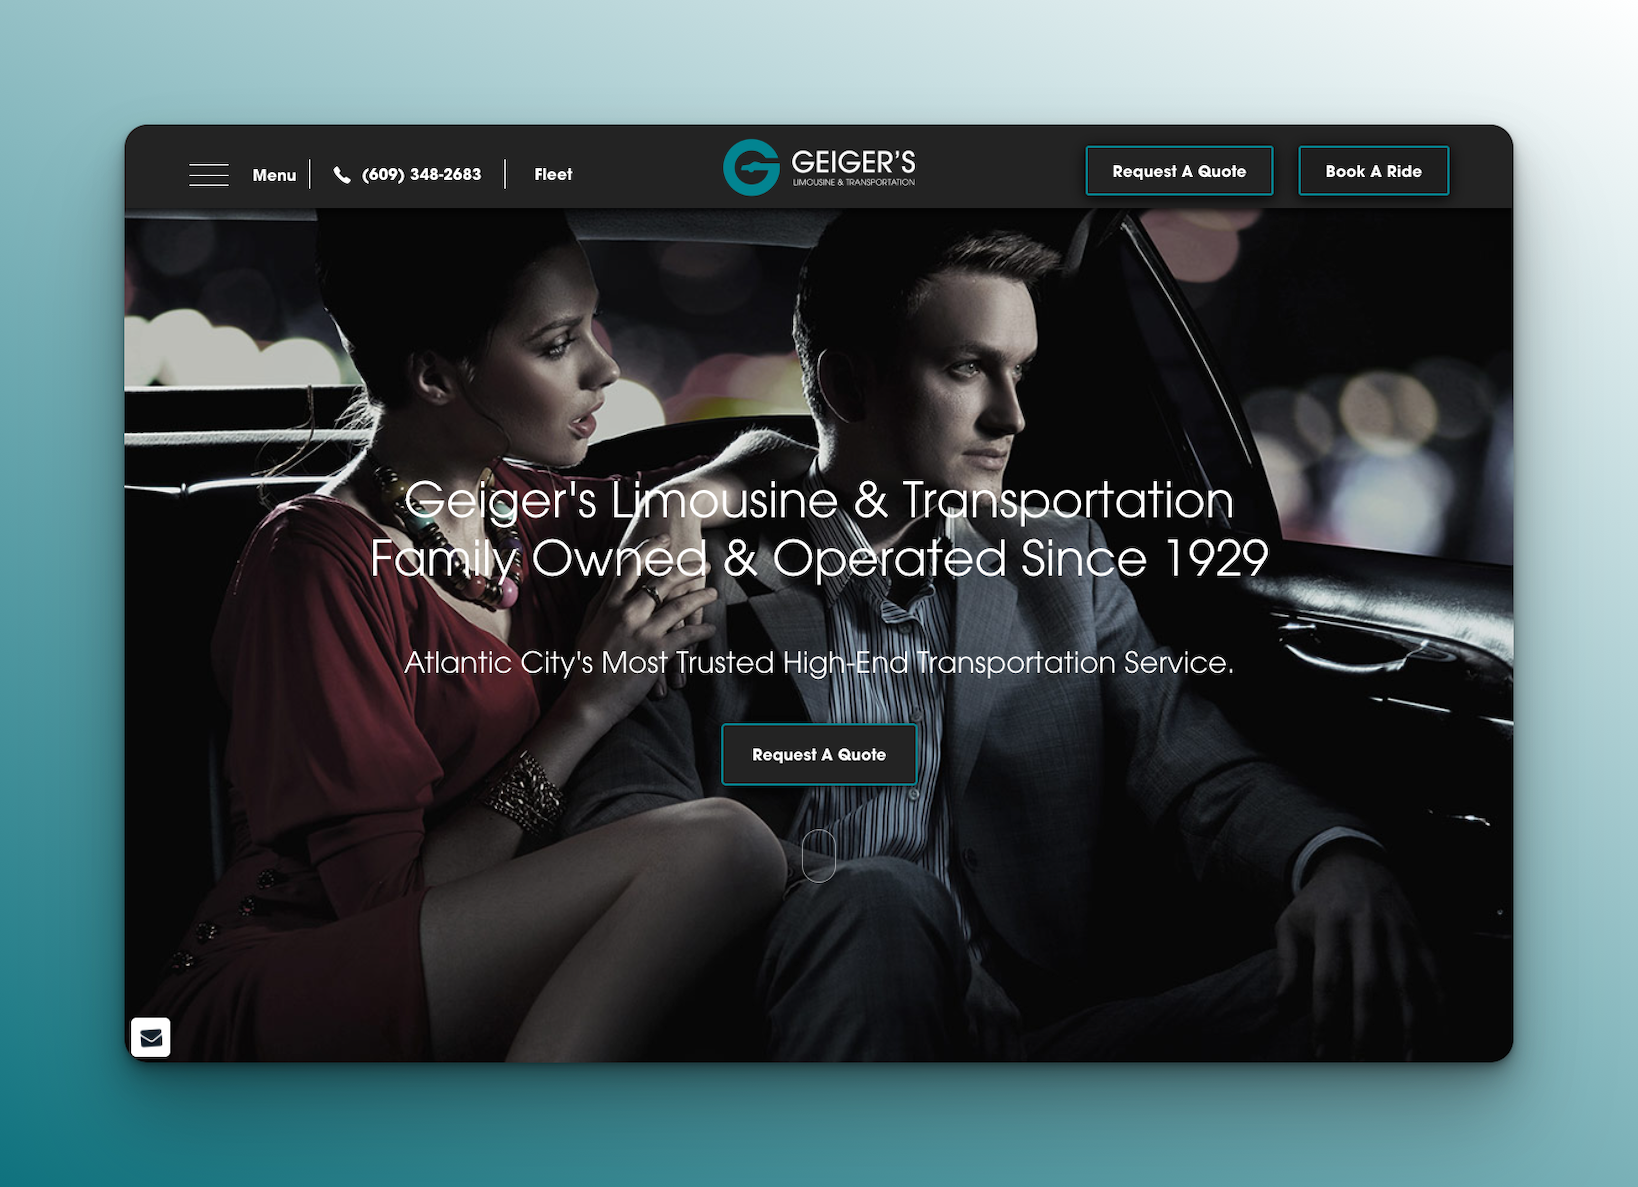 Menu
(609) 348-2683
Fleet
GEIGER'S
LIMOUSINE & TRANSPORTATION
Request A Quote
Book A Ride
Geiger's Limousine & Transportation
Family Owned & Operated Since 1929
Atlantic City's Most Trusted High-End Transportation Service.
Request A Quote